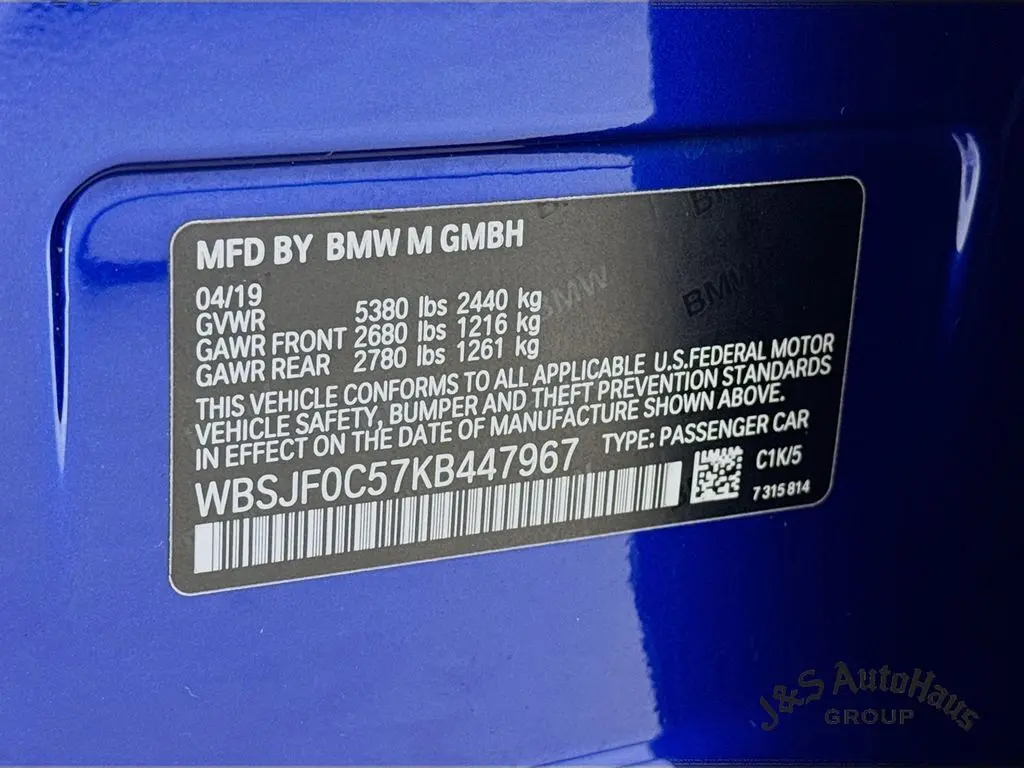 MFD BY BMW M GMBH
04/19
GVWR 5380 lbs 2440 kg
GAWR FRONT 2680 lbs 1216 kg
GAWR REAR 2780 lbs 1261 kg
THIS VEHICLE CONFORMS TO ALL APPLICABLE U.S.FEDERAL MOTOR
VEHICLE SAFETY, BUMPER AND THEFT PREVENTION STANDARDS
IN EFFECT ON THE DATE OF MANUFACTURE SHOWN ABOVE.
WBSJF0C57KB447967 TYPE: PASSENGER CAR
C1K/5
7 315 814
BMW
BMW
J&S AutoHaus
GROUP